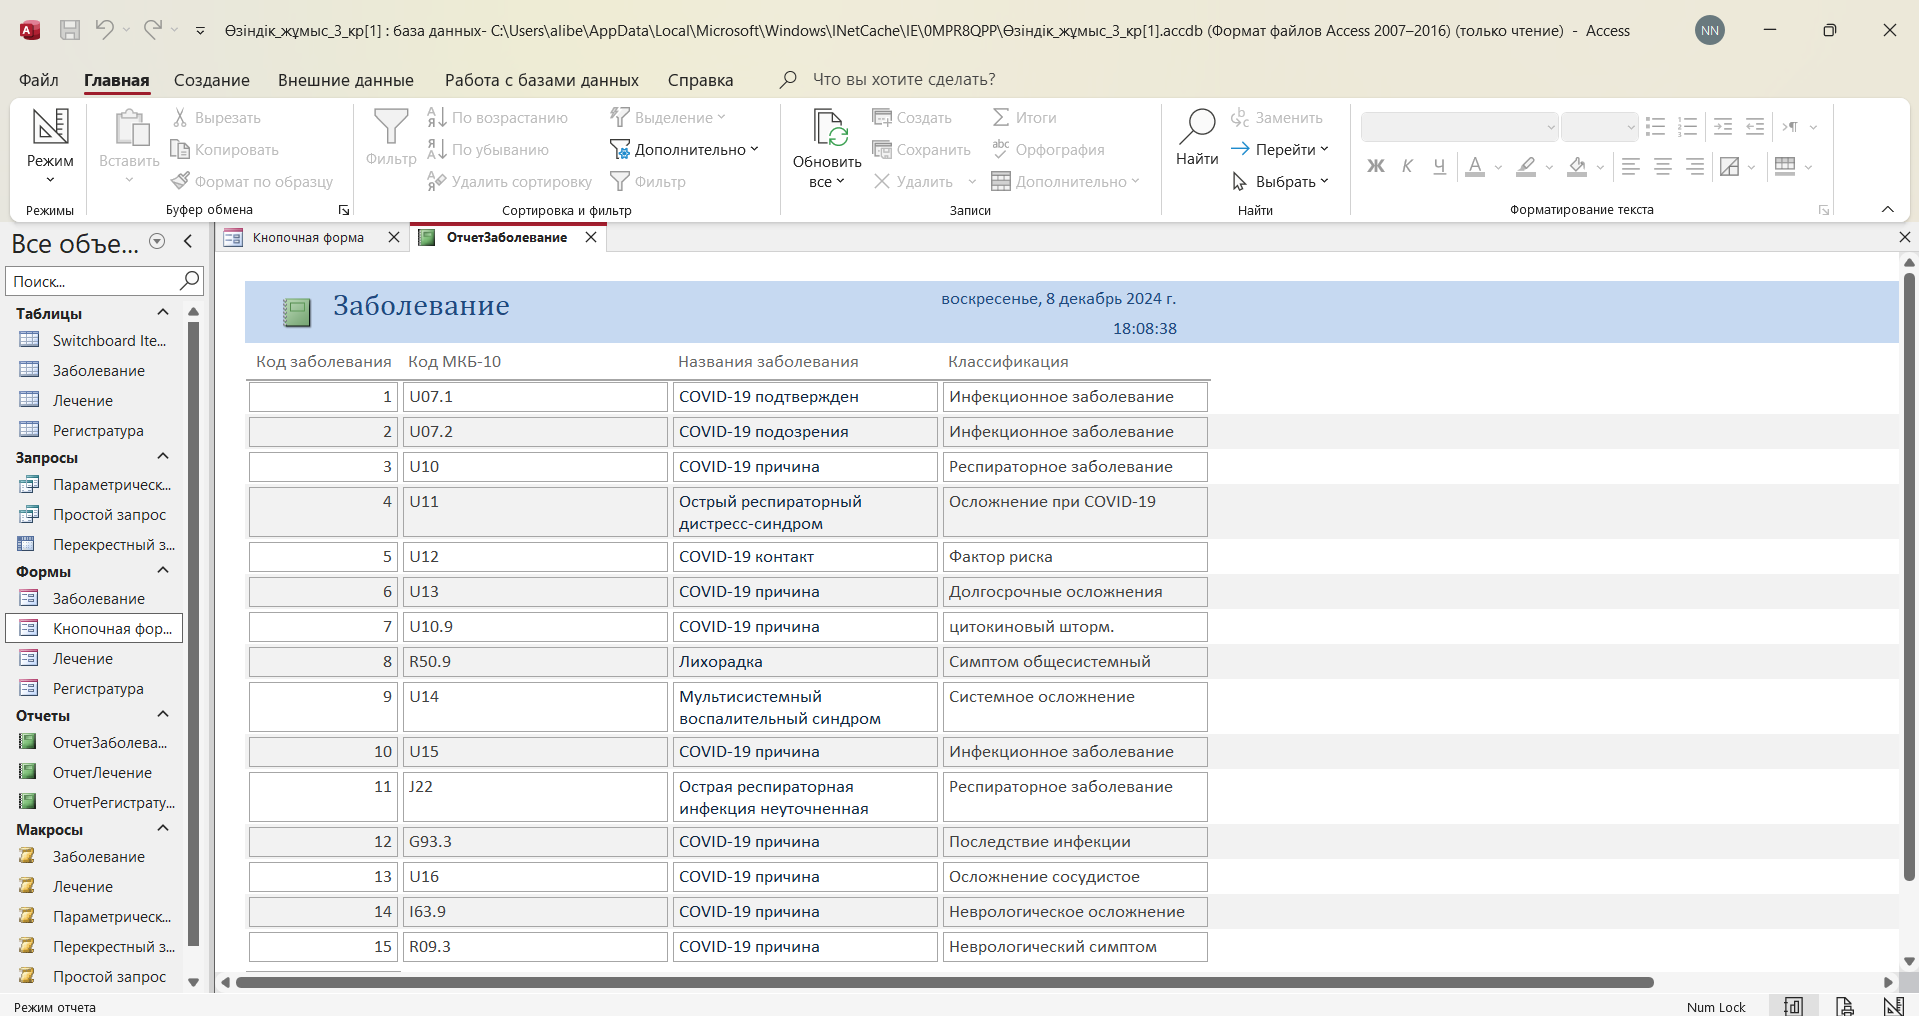 Өзіндік_жұмыс_3_кр[1] : база данных- C:\Users\alibe\AppData\Local\Microsoft\Windows\INetCache\IE\0MPR8QPP\Өзіндік_жұмыс_3_кр[1].accdb (Формат файлов Access 2007–2016) (только чтение) - Access
NN
Файл Главная Создание Внешние данные Работа с базами данных Справка Что вы хотите сделать?
Режим
Режимы
Вставить
Вырезать
Копировать
Формат по образцу
Буфер обмена
Фильтр
По возрастанию
По убыванию
Удалить сортировку
Выделение
Дополнительно
Фильтр
Сортировка и фильтр
Обновить
все
Создать
Сохранить
Удалить
Итоги
Орфография
Дополнительно
Записи
Найти
Заменить
Перейти
Выбрать
Найти
Ж К Ч А
Форматирование текста
Все объе...
Поиск...
Таблицы
Switchboard Ite...
Заболевание
Лечение
Регистратура
Запросы
Параметрическ...
Простой запрос
Перекрестный з...
Формы
Заболевание
Кнопочная фор...
Лечение
Регистратура
Отчеты
ОтчетЗаболева...
ОтчетЛечение
ОтчетРегистрату...
Макросы
Заболевание
Лечение
Параметрическ...
Перекрестный з...
Простой запрос
Кнопочная форма ОтчетЗаболевание
Заболевание
воскресенье, 8 декабрь 2024 г.
18:08:38
Код заболевания Код МКБ-10 Названия заболевания Классификация
1 U07.1 COVID-19 подтвержден Инфекционное заболевание
2 U07.2 COVID-19 подозрения Инфекционное заболевание
3 U10 COVID-19 причина Респираторное заболевание
4 U11 Острый респираторный Осложнение при COVID-19
дистресс-синдром
5 U12 COVID-19 контакт Фактор риска
6 U13 COVID-19 причина Долгосрочные осложнения
7 U10.9 COVID-19 причина цитокиновый шторм.
8 R50.9 Лихорадка Симптом общесистемный
9 U14 Мультисистемный Системное осложнение
воспалительный синдром
10 U15 COVID-19 причина Инфекционное заболевание
11 J22 Острая респираторная Респираторное заболевание
инфекция неуточненная
12 G93.3 COVID-19 причина Последствие инфекции
13 U16 COVID-19 причина Осложнение сосудистое
14 I63.9 COVID-19 причина Неврологическое осложнение
15 R09.3 COVID-19 причина Неврологический симптом
Режим отчета
Num Lock